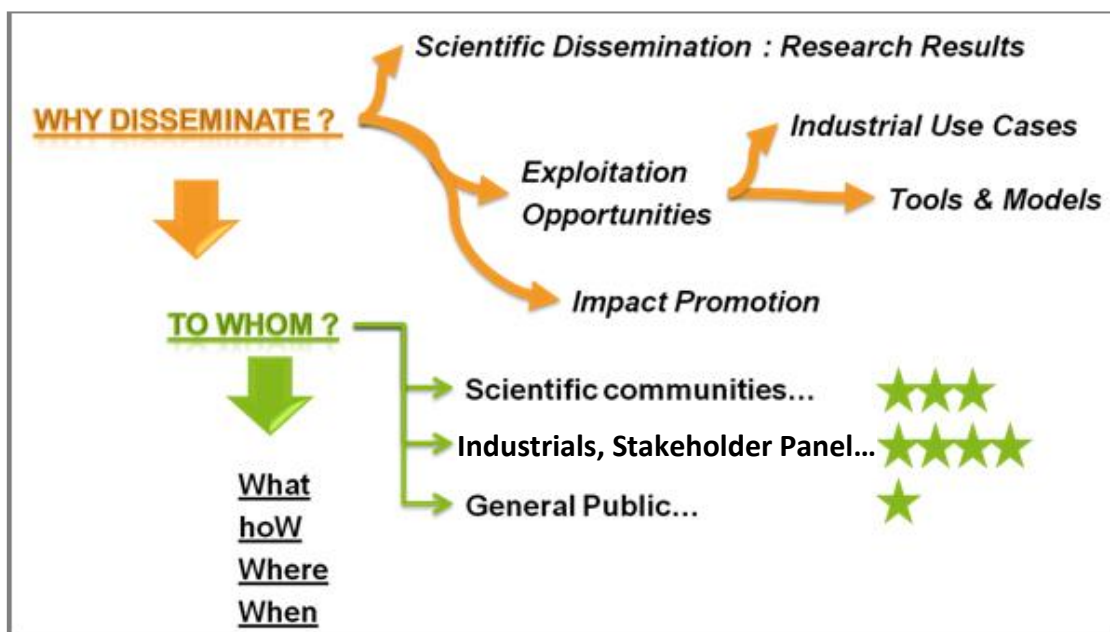 WHY DISSEMINATE ?
Scientific Dissemination : Research Results
Exploitation
Opportunities
Industrial Use Cases
Tools & Models
Impact Promotion
TO WHOM ?
Scientific communities...
Industrials, Stakeholder Panel...
General Public...
What
hoW
Where
When